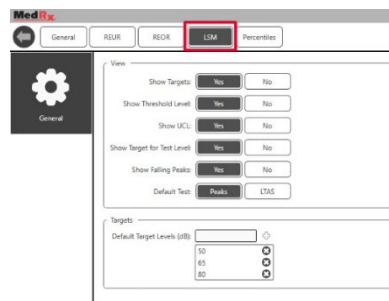 MedRx
General REUR REOR LSM Percentiles
General
View
Show Targets: Yes No
Show Threshold Level: Yes No
Show UCL: Yes No
Show Target for Test Level: Yes No
Show Falling Peaks: Yes No
Default Test: Peaks LTAS
Targets
Default Target Levels (dB):
50
65
80